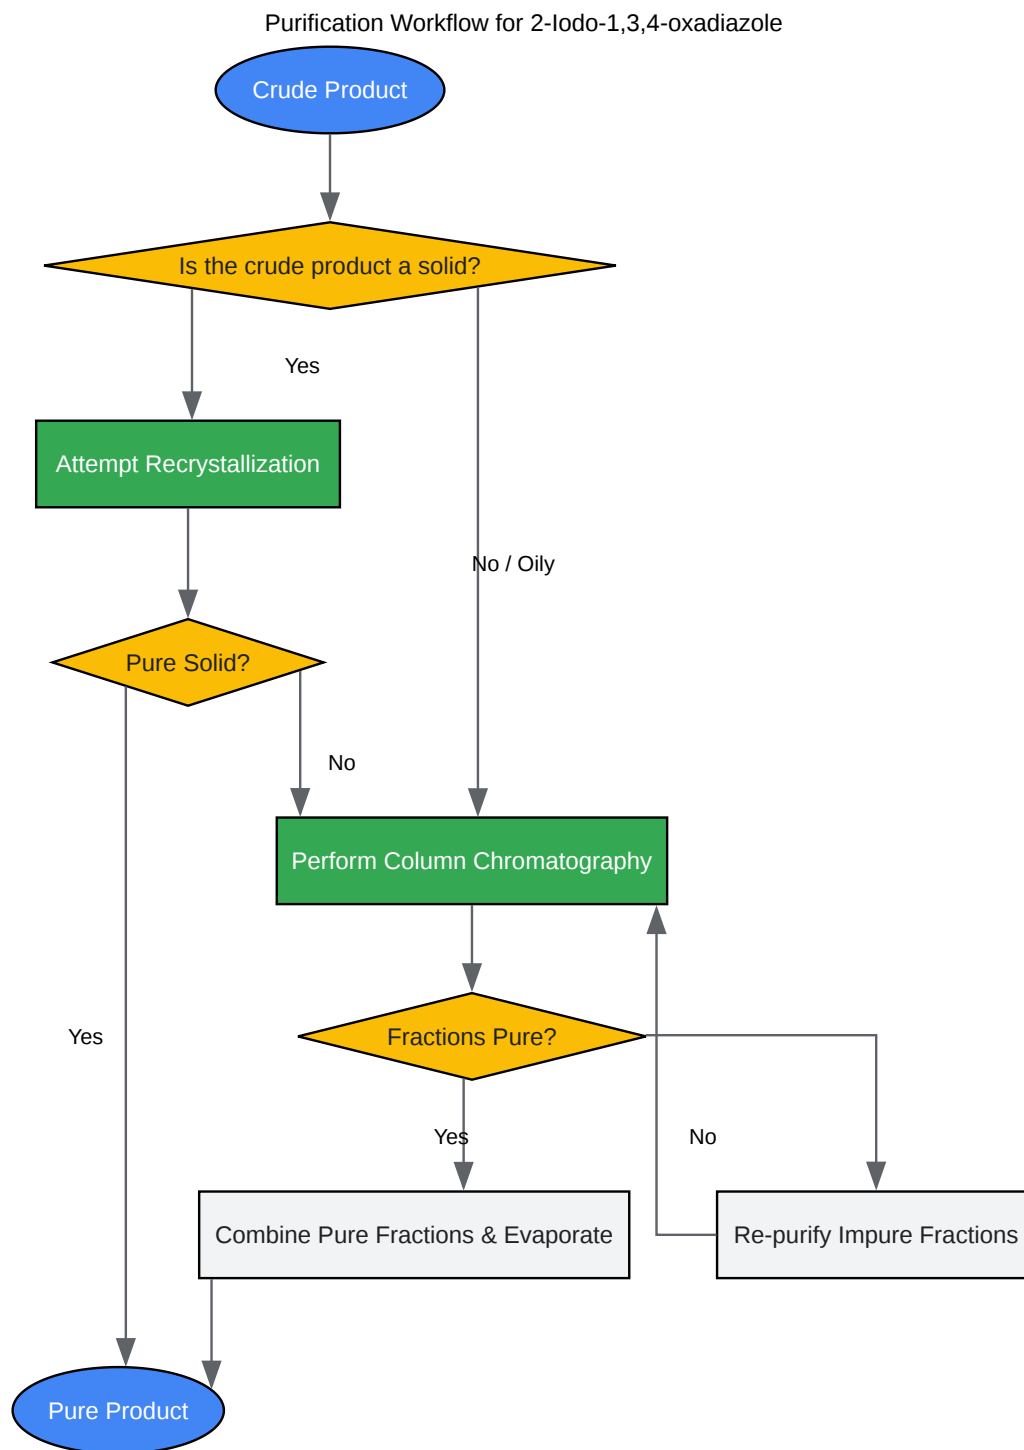 Purification Workflow for 2-Iodo-1,3,4-oxadiazole
Crude Product
Is the crude product a solid?
Yes
Attempt Recrystallization
No / Oily
Pure Solid?
No
Perform Column Chromatography
Yes
Fractions Pure?
Yes
No
Combine Pure Fractions & Evaporate
Re-purify Impure Fractions
Pure Product